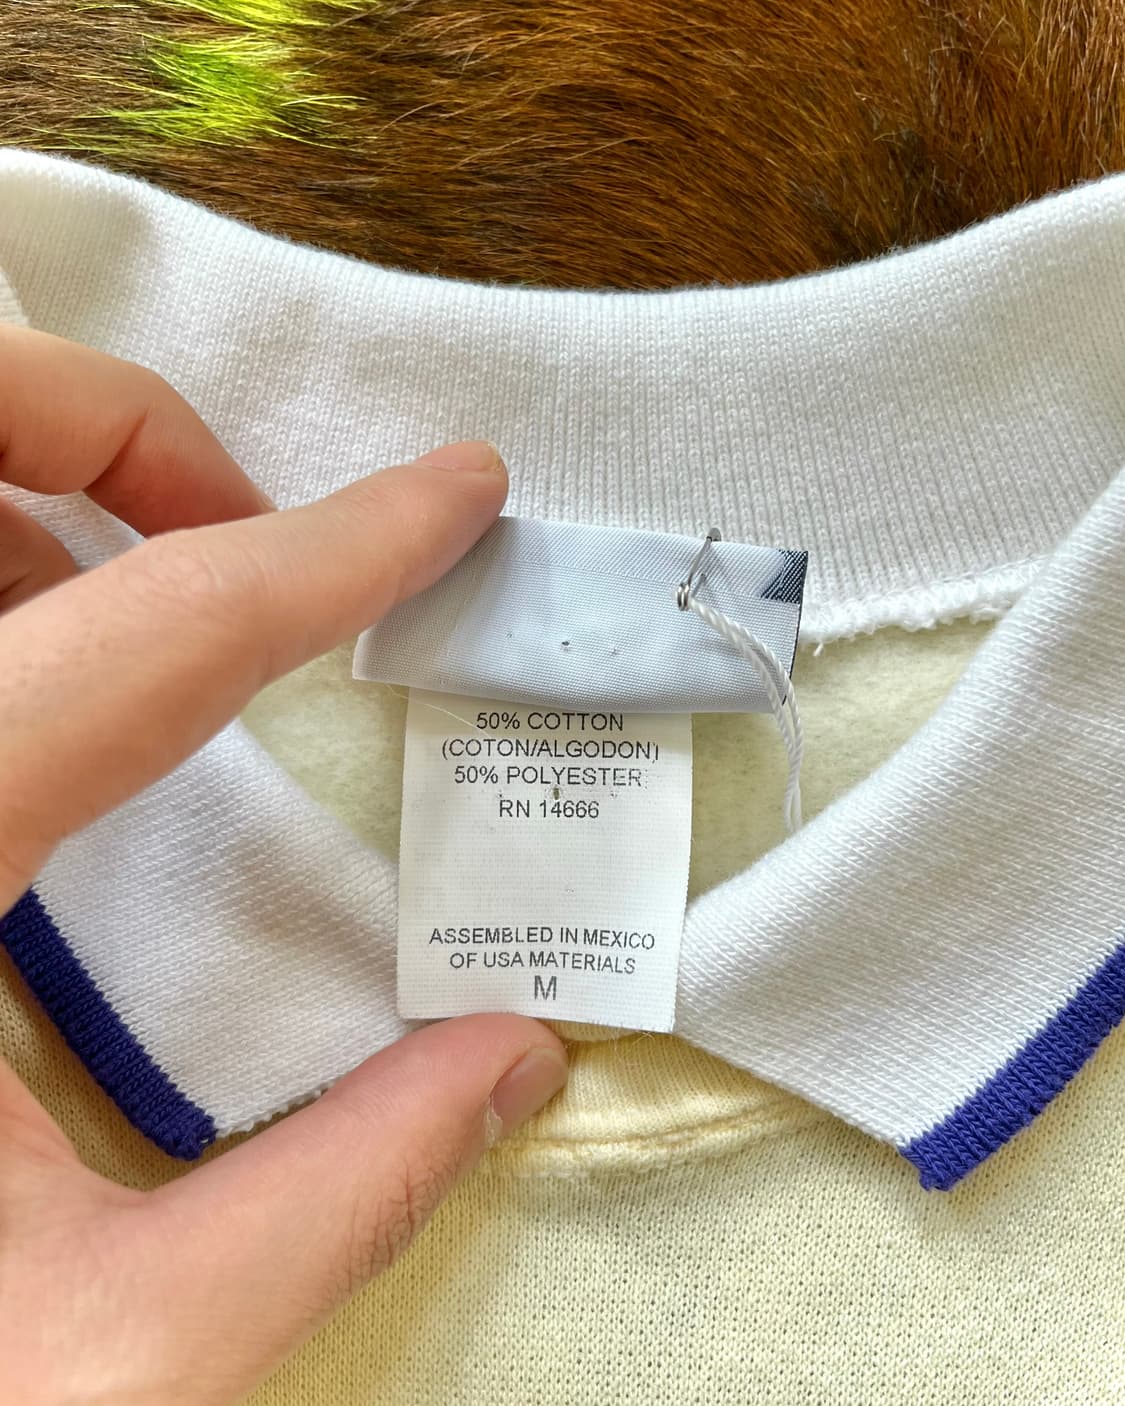 50% COTTON
(COTON/ALGODON)
50% POLYESTER
RN 14666
ASSEMBLED IN MEXICO
OF USA MATERIALS
M